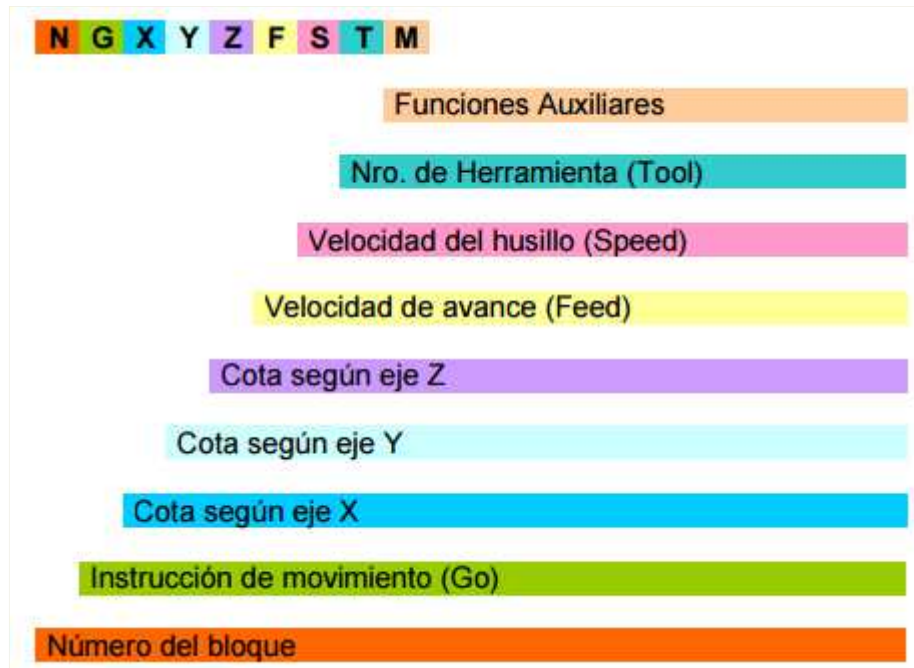 N G X Y Z F S T M
Funciones Auxiliares
Nro. de Herramienta (Tool)
Velocidad del husillo (Speed)
Velocidad de avance (Feed)
Cota según eje Z
Cota según eje Y
Cota según eje X
Instrucción de movimiento (Go)
Número del bloque